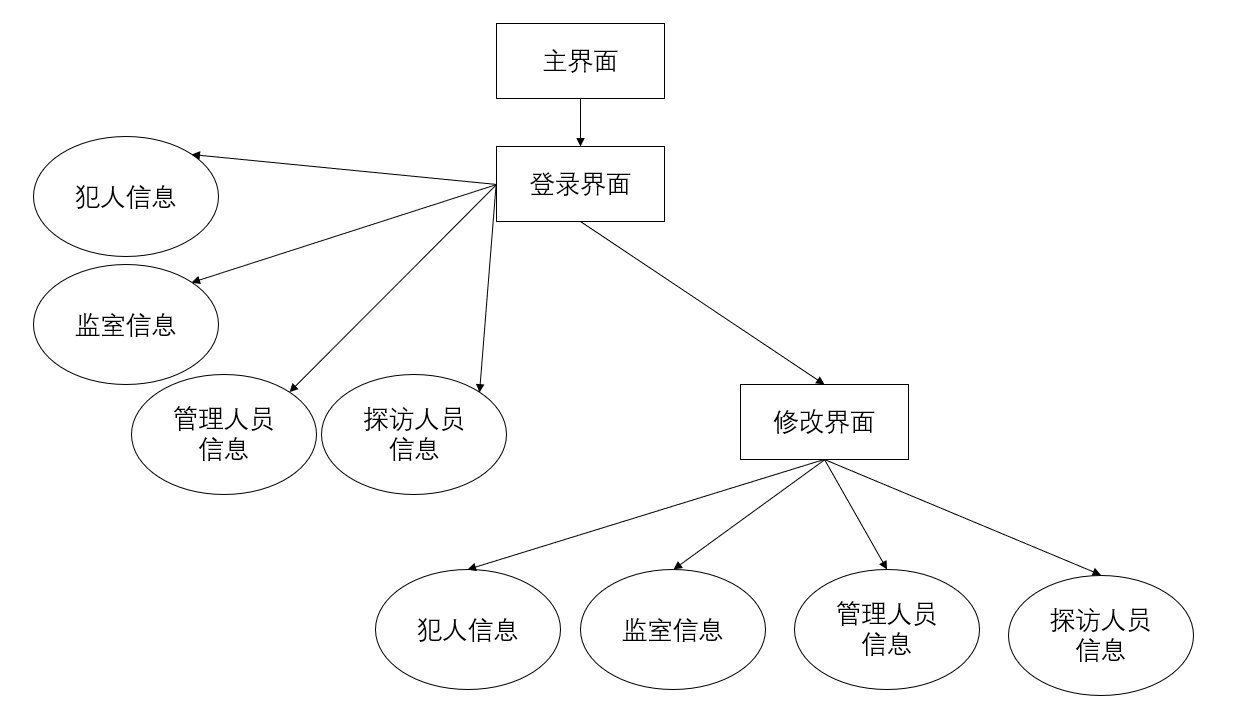 主界面
登录界面
犯人信息
监室信息
管理人员
信息
探访人员
信息
修改界面
犯人信息
监室信息
管理人员
信息
探访人员
信息